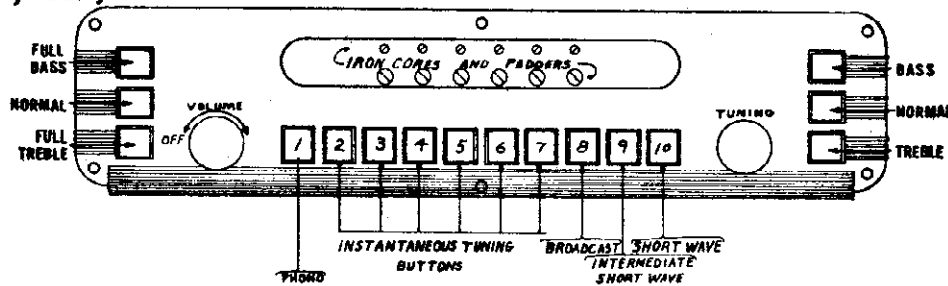 FULL
BASS
IRON CORES AND PADDERS
BASS
NORMAL
VOLUME
OFF
TUNING
NORMAL
FULL
TREBLE
TREBLE
1 2 3 4 5 6 7 8 9 10
INSTANTANEOUS TUNING
BUTTONS
BROADCAST
SHORT WAVE
INTERMEDIATE
SHORT WAVE
PHONO